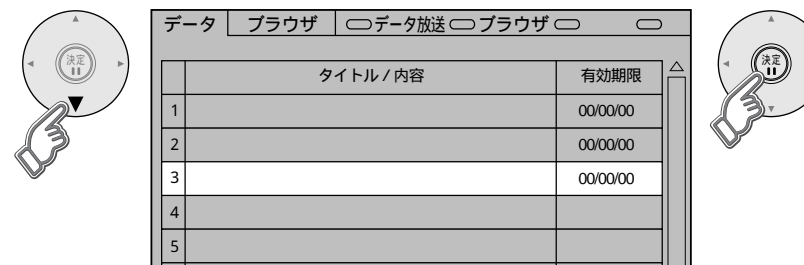 データ ブラウザ データ放送 ブラウザ
決定
タイトル / 内容 有効期限
決定
1 00/00/00
2 00/00/00
3 00/00/00
4
5